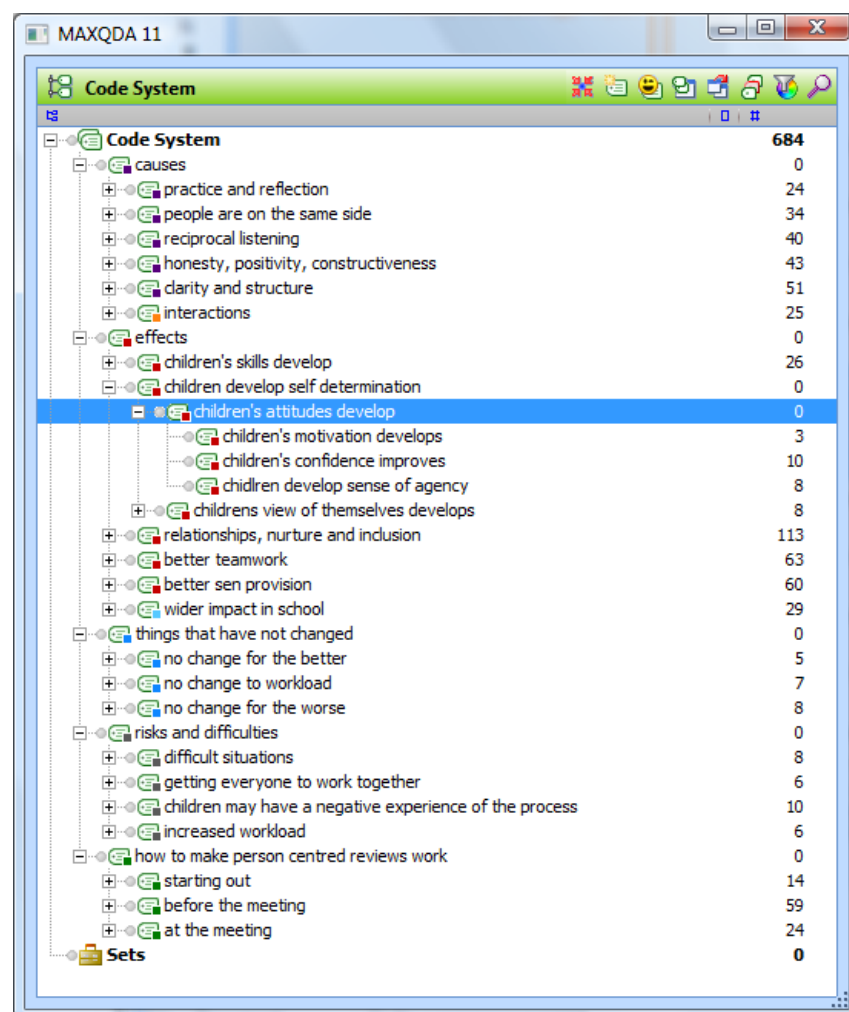 MAXQDA 11
Code System
Code System 684
causes 0
practice and reflection 24
people are on the same side 34
reciprocal listening 40
honesty, positivity, constructiveness 43
clarity and structure 51
interactions 25
effects 0
children's skills develop 26
children develop self determination 0
children's attitudes develop 0
children's motivation develops 3
children's confidence improves 10
chidlren develop sense of agency 8
childrens view of themselves develops 8
relationships, nurture and inclusion 113
better teamwork 63
better sen provision 60
wider impact in school 29
things that have not changed 0
no change for the better 5
no change to workload 7
no change for the worse 8
risks and difficulties 0
difficult situations 8
getting everyone to work together 6
children may have a negative experience of the process 10
increased workload 6
how to make person centred reviews work 0
starting out 14
before the meeting 59
at the meeting 24
Sets 0